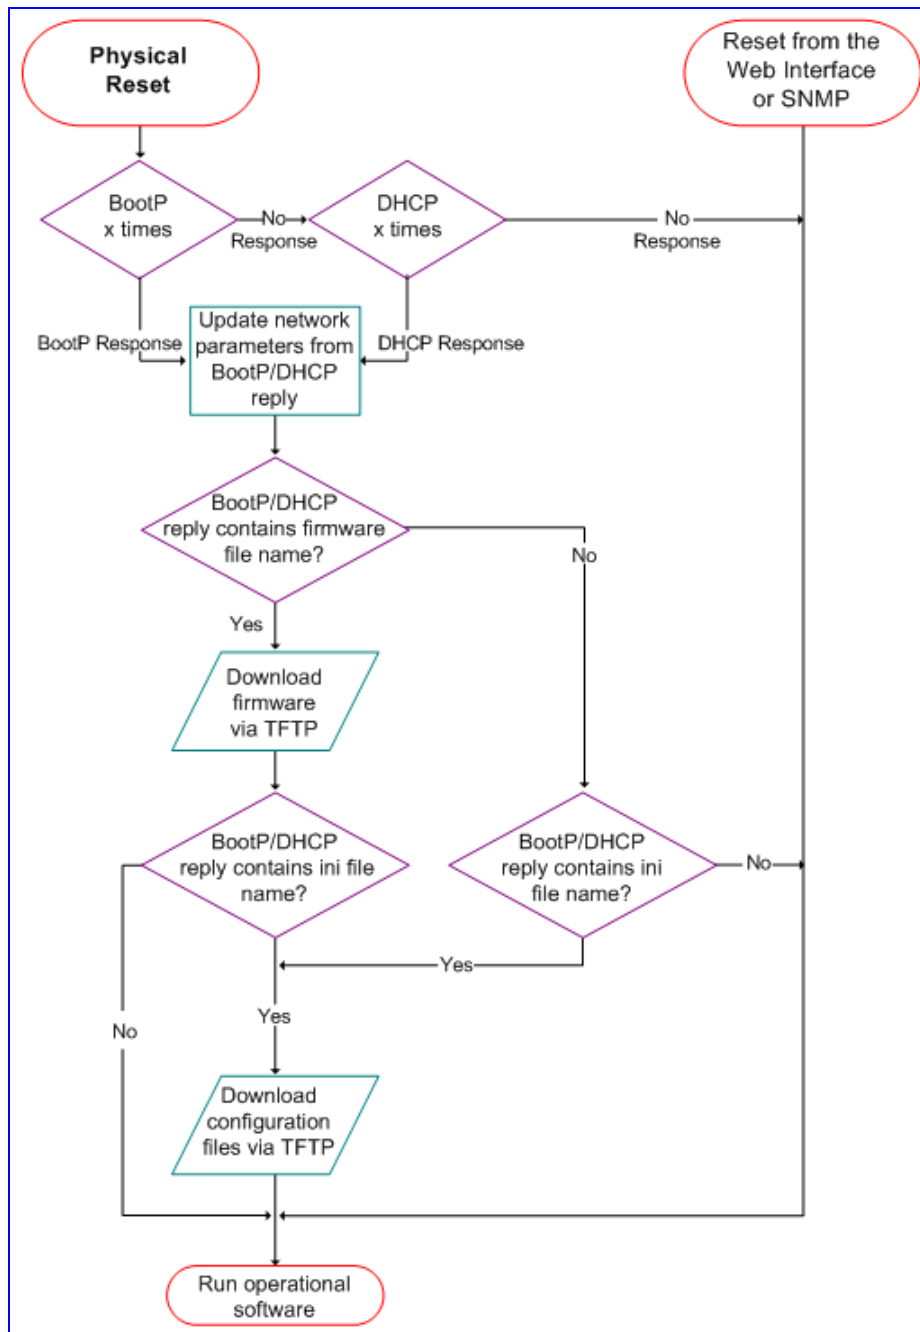 Physical
Reset
Reset from the
Web Interface
or SNMP
BootP
x times
No
Response
DHCP
x times
No
Response
BootP Response
Update network
parameters from
BootP/DHCP
reply
DHCP Response
BootP/DHCP
reply contains firmware
file name?
No
Yes
Download
firmware
via TFTP
BootP/DHCP
reply contains ini file
name?
BootP/DHCP
reply contains ini
file name?
No
Yes
No
Yes
Download
configuration
files via TFTP
Run operational
software